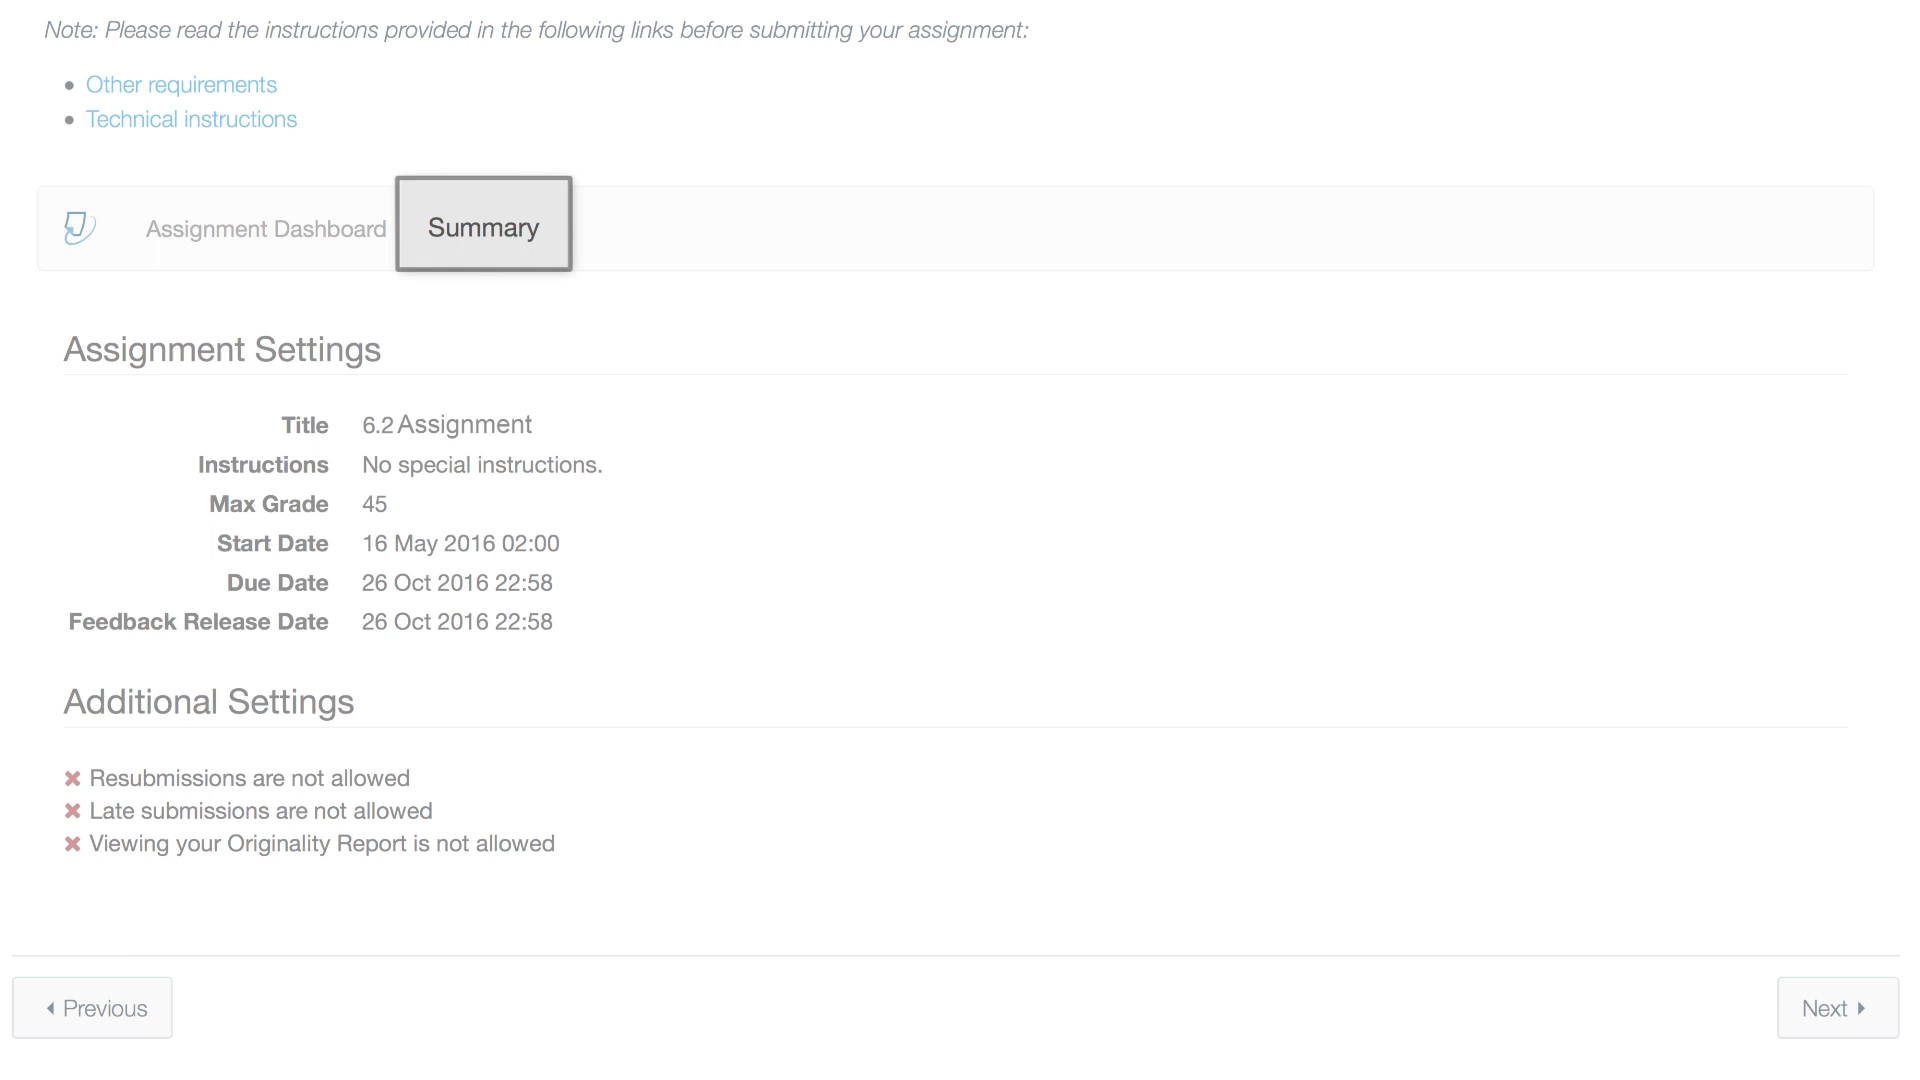 Note: Please read the instructions provided in the following links before submitting your assignment:
Other requirements
Technical instructions
Assignment Dashboard Summary
Assignment Settings
Title 6.2 Assignment
Instructions No special instructions.
Max Grade 45
Start Date 16 May 2016 02:00
Due Date 26 Oct 2016 22:58
Feedback Release Date 26 Oct 2016 22:58
Additional Settings
Resubmissions are not allowed
Late submissions are not allowed
Viewing your Originality Report is not allowed
Previous Next